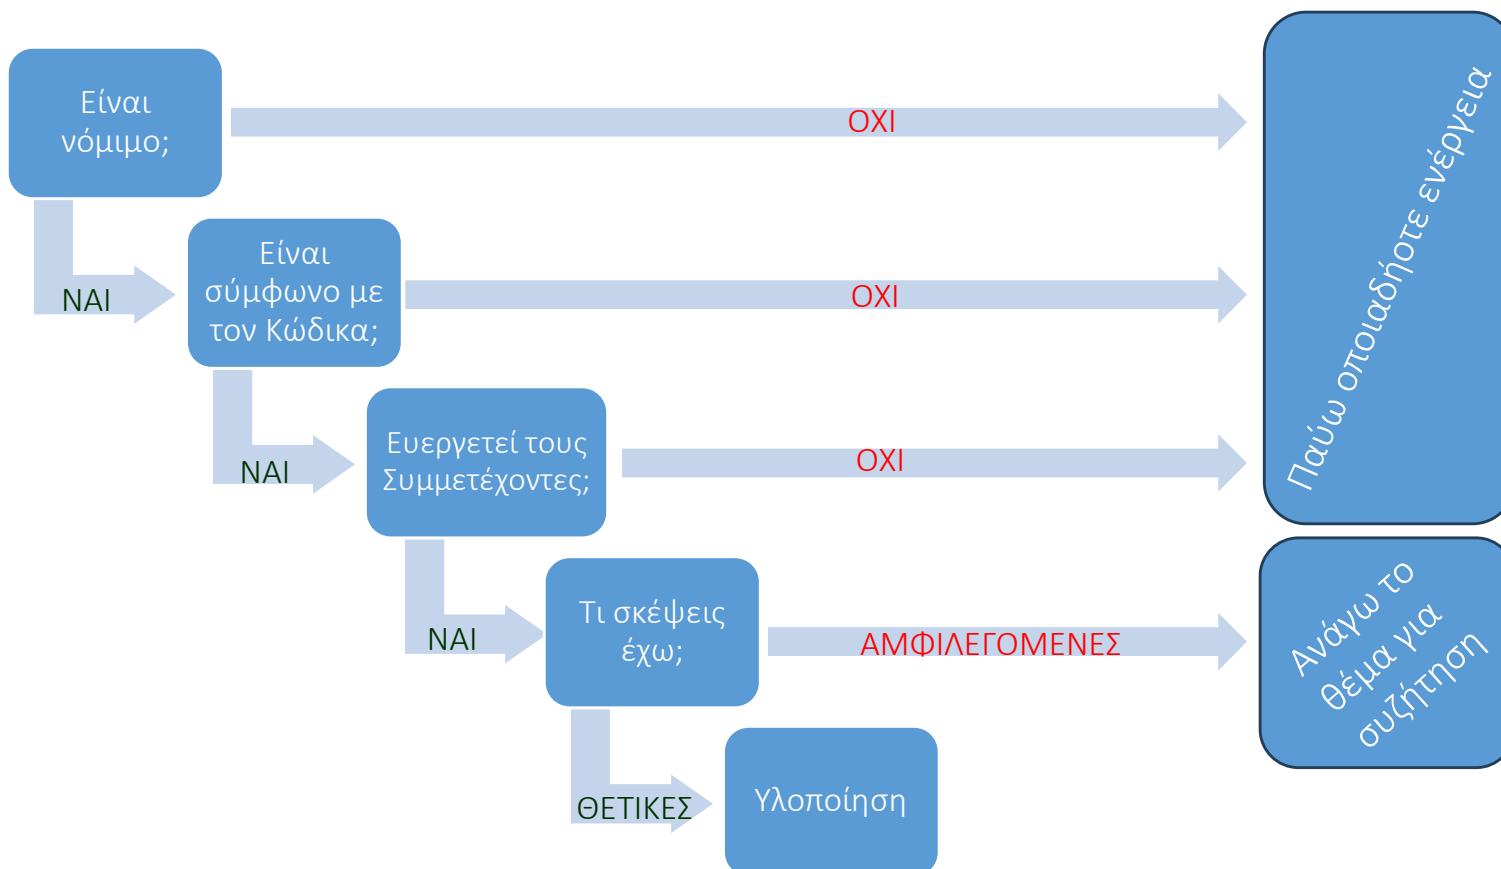 Είναι
νόμιμο;
ΟΧΙ
Παύω οποιαδήποτε ενέργεια
ΝΑΙ
Είναι
σύμφωνο με
τον Κώδικα;
ΟΧΙ
ΝΑΙ
Ευεργετεί τους
Συμμετέχοντες;
ΟΧΙ
ΝΑΙ
Τι σκέψεις
έχω;
ΑΜΦΙΛΕΓΟΜΕΝΕΣ
Ανάγω το
θέμα για
συζήτηση
ΘΕΤΙΚΕΣ
Υλοποίηση